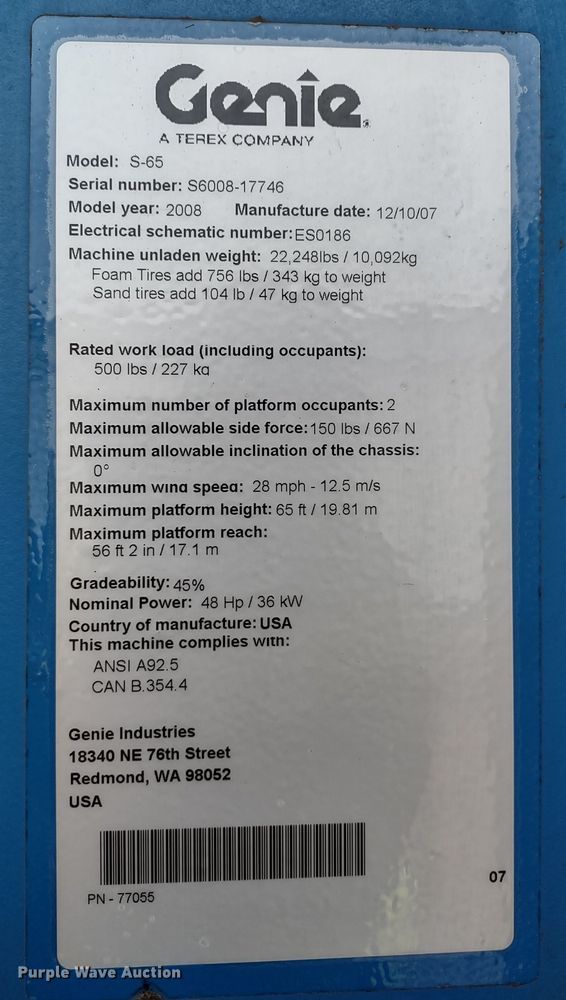 Genie
A TEREX COMPANY
Model: S-65
Serial number: S6008-17746
Model year: 2008 Manufacture date: 12/10/07
Electrical schematic number: ES0186
Machine unladen weight: 22,248lbs / 10,092kg
Foam Tires add 756 lbs / 343 kg to weight
Sand tires add 104 lb / 47 kg to weight
Rated work load (including occupants):
500 lbs / 227 kg
Maximum number of platform occupants: 2
Maximum allowable side force: 150 lbs / 667 N
Maximum allowable inclination of the chassis:
0°
Maximum wind speed: 28 mph - 12.5 m/s
Maximum platform height: 65 ft / 19.81 m
Maximum platform reach:
56 ft 2 in / 17.1 m
Gradeability: 45%
Nominal Power: 48 Hp / 36 kW
Country of manufacture: USA
This machine complies with:
ANSI A92.5
CAN B.354.4
Genie Industries
18340 NE 76th Street
Redmond, WA 98052
USA
07
PN - 77055
Purple Wave Auction